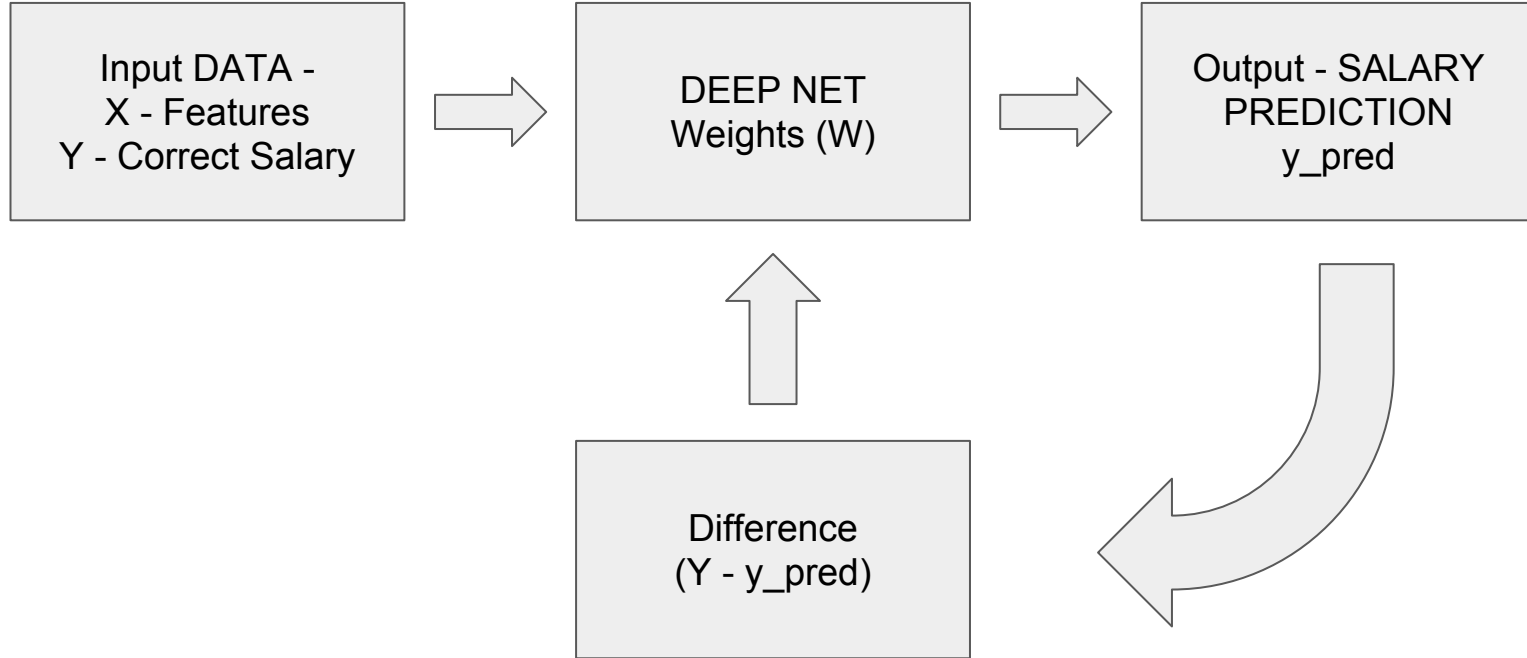 Input DATA -
X - Features
Y - Correct Salary
DEEP NET
Weights (W)
Output - SALARY
PREDICTION
y_pred
Difference
(Y - y_pred)